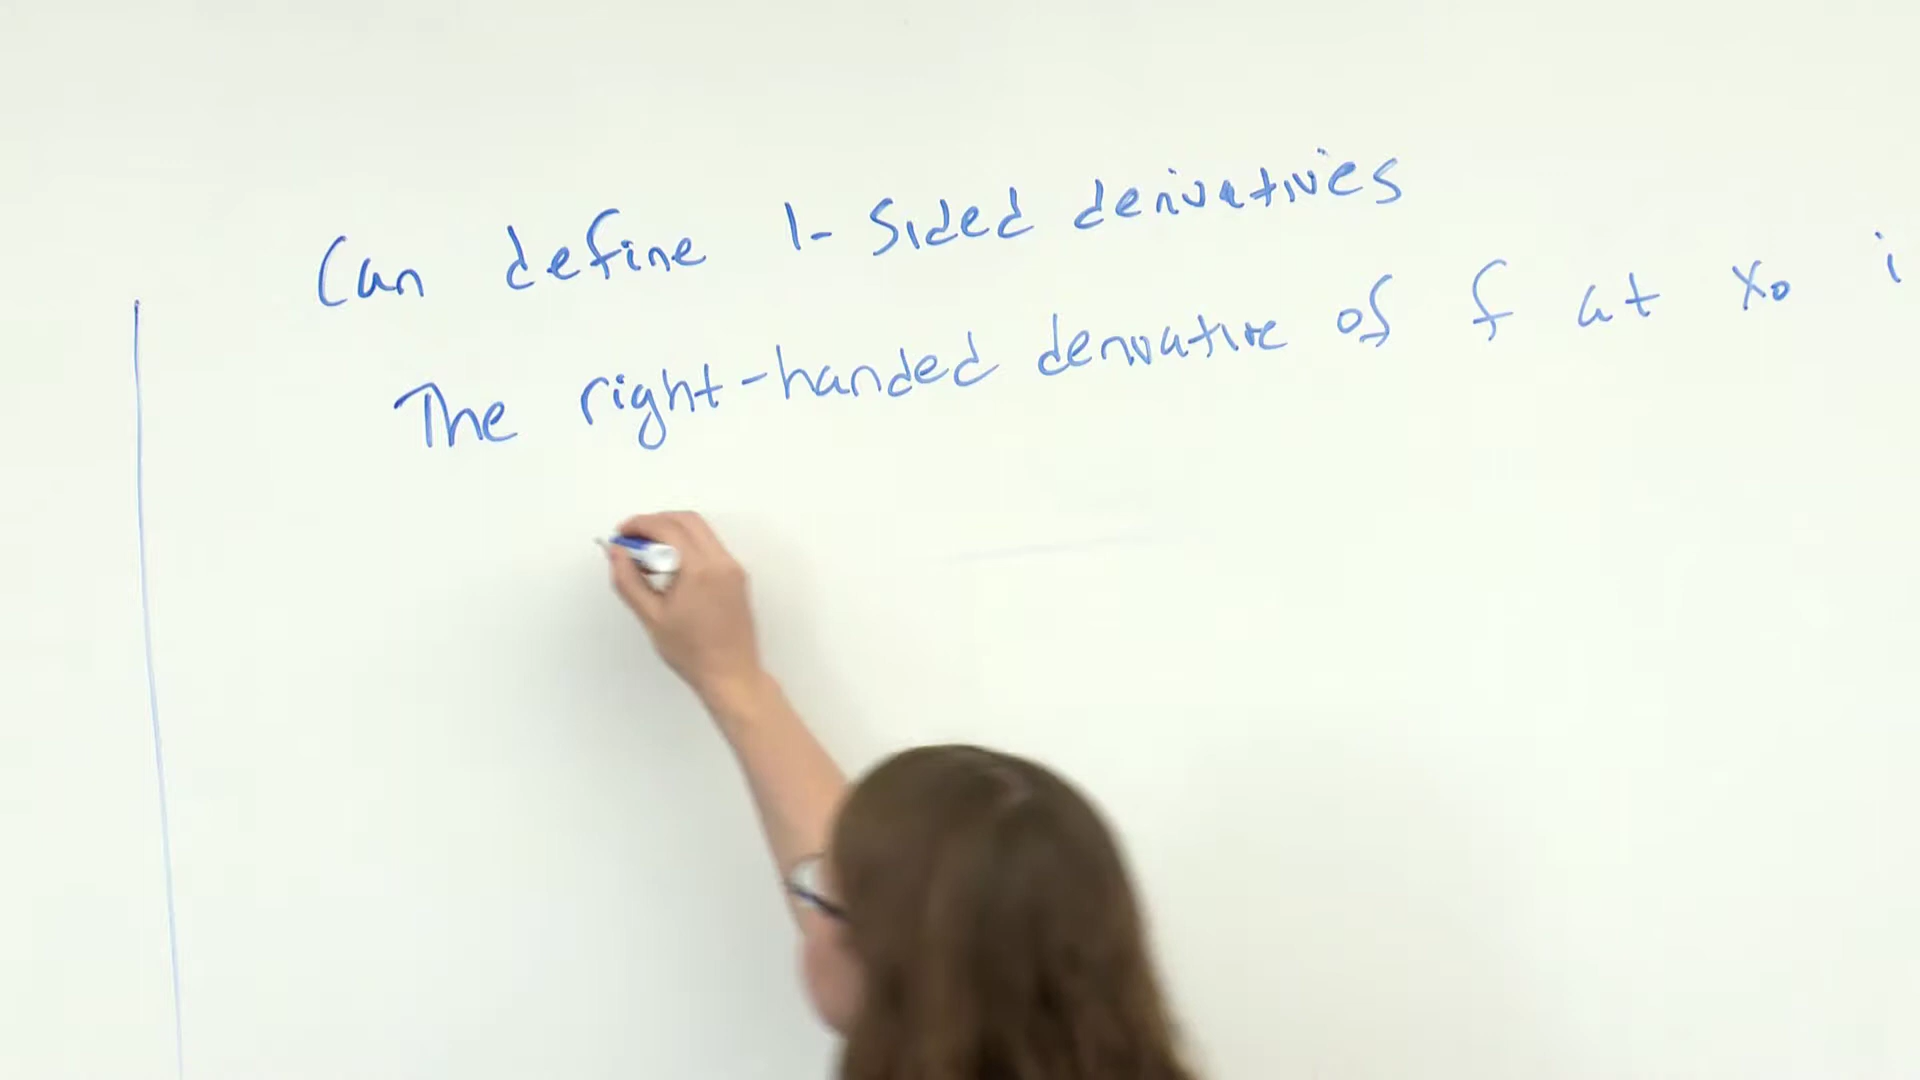 Can define 1-sided derivatives
The right-handed derivative of f at x₀ i